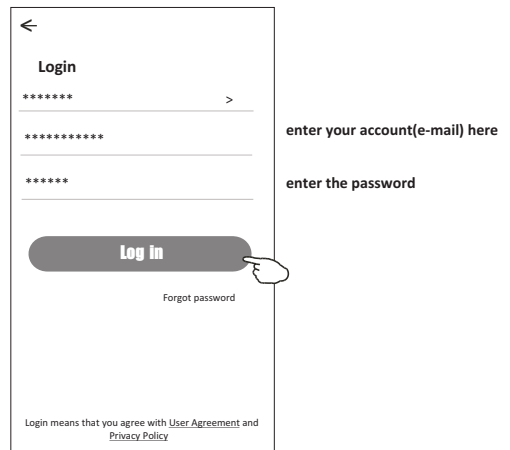 Login
******* >
***********
enter your account(e-mail) here
******
enter the password
Log in
Forgot password
Login means that you agree with User Agreement and
Privacy Policy